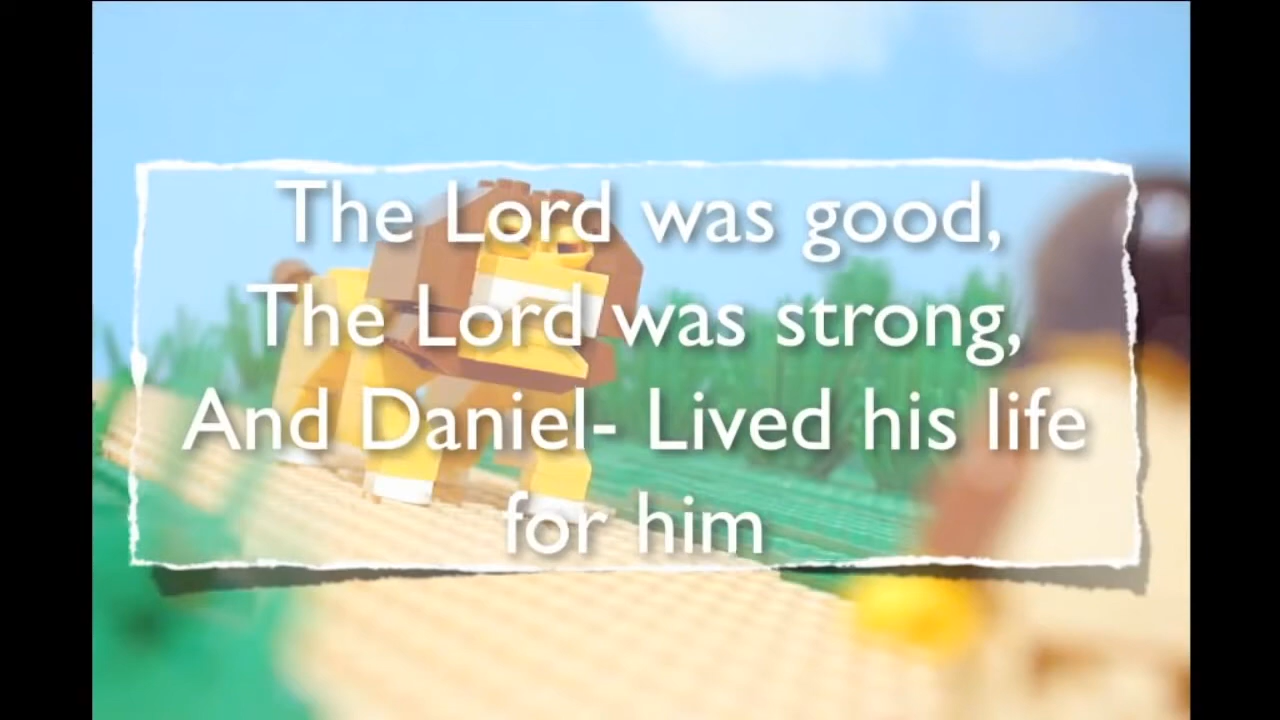 The Lord was good,
The Lord was strong,
And Daniel- Lived his life
for him